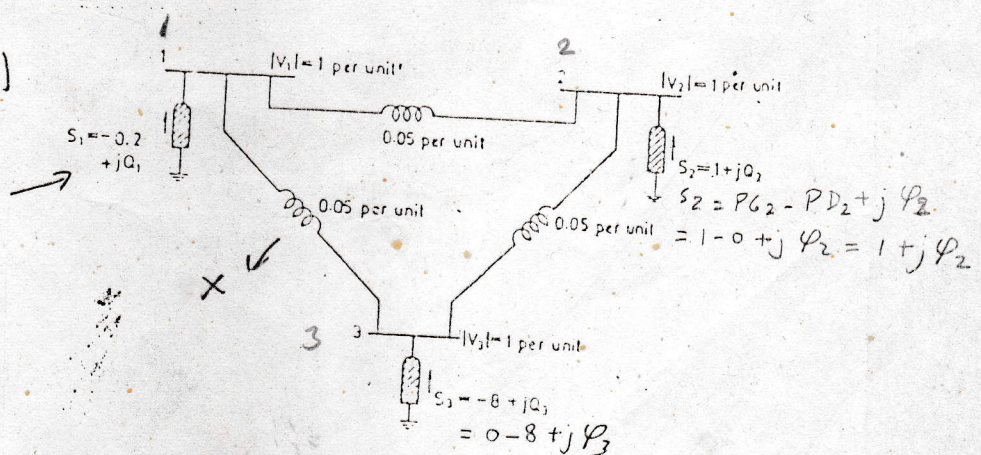 )
1
1
|V₁|=1 per unit
2
2
|V₂|=1 per unit
0.05 per unit
S₁=-0.2
+jQ₁
S₂=1+jQ₂
S2 = PG2 - PD2 + j φ2
= 1 - 0 + j φ2 = 1 + j φ2
0.05 per unit
0.05 per unit
X
3
3
|V₃|=1 per unit
S₃=-8+jQ₃
= 0 - 8 + j φ3